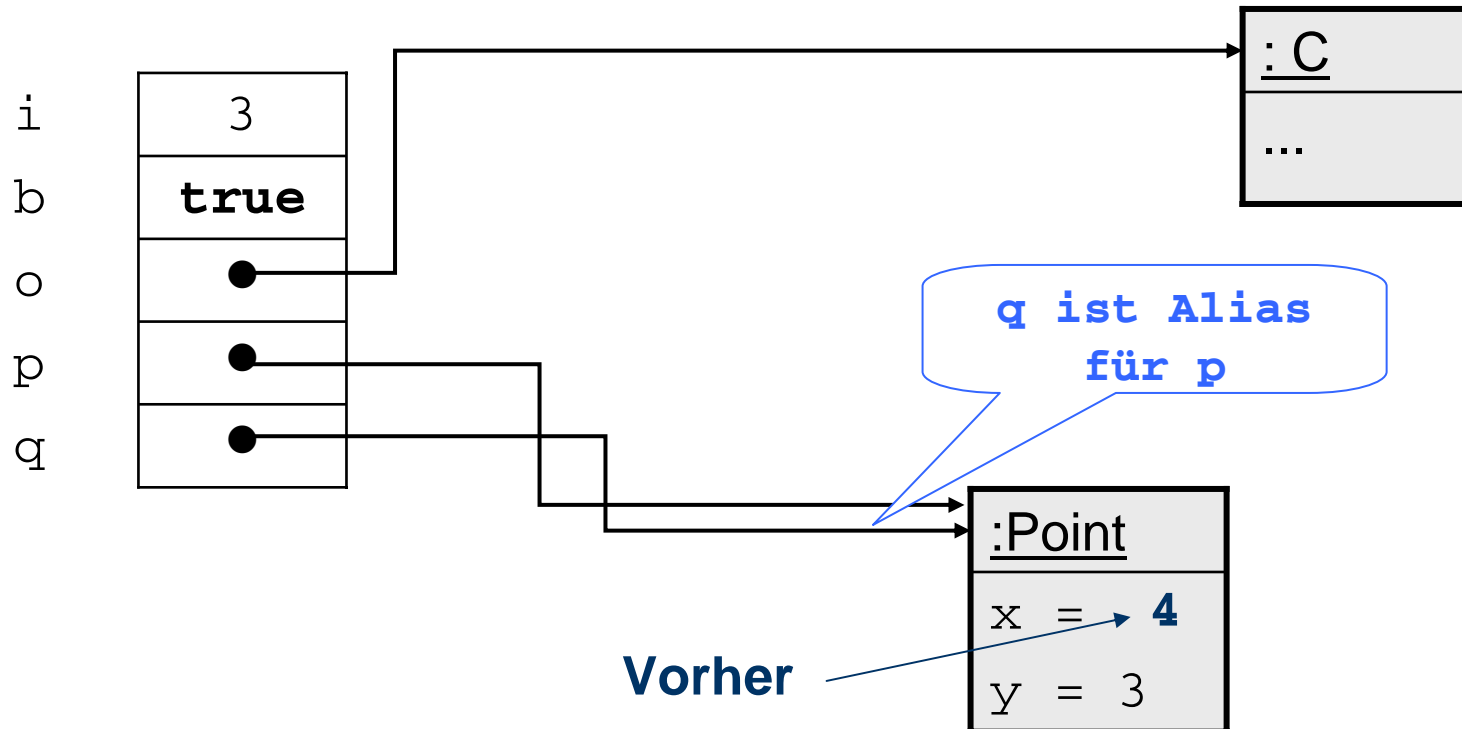 : C
...
i 3
b true
o
p
q
q ist Alias
für p
:Point
x = 4
Vorher
y = 3